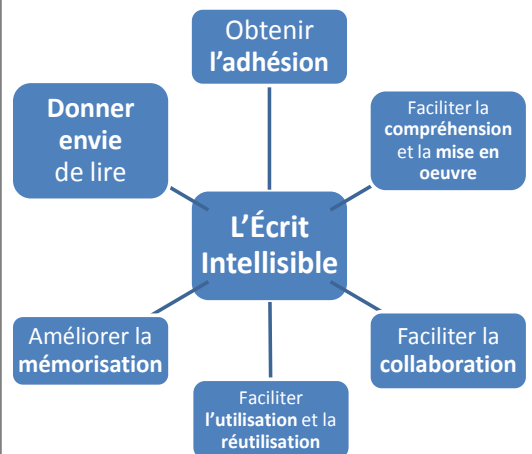 Obtenir
l’adhésion
Donner
envie
de lire
Faciliter la
compréhension
et la mise en
oeuvre
L’Écrit
Intellisible
Améliorer la
mémorisation
Faciliter la
collaboration
Faciliter
l’utilisation et la
réutilisation